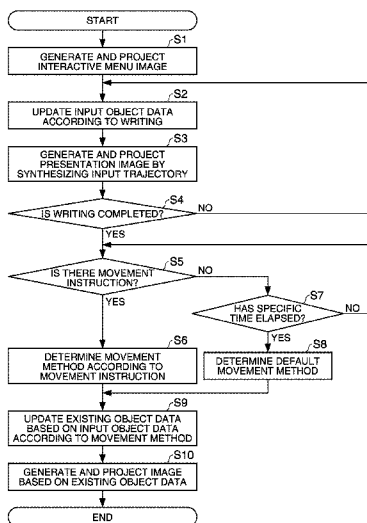 START
S1
GENERATE AND PROJECT
INTERACTIVE MENU IMAGE
S2
UPDATE INPUT OBJECT DATA
ACCORDING TO WRITING
S3
GENERATE AND PROJECT
PRESENTATION IMAGE BY
SYNTHESIZING INPUT TRAJECTORY
S4
IS WRITING COMPLETED?
NO
YES
S5
IS THERE MOVEMENT
INSTRUCTION?
NO
YES
S7
HAS SPECIFIC
TIME ELAPSED?
NO
YES
S6
DETERMINE MOVEMENT
METHOD ACCORDING TO
MOVEMENT INSTRUCTION
S8
DETERMINE DEFAULT
MOVEMENT METHOD
S9
UPDATE EXISTING OBJECT DATA
BASED ON INPUT OBJECT DATA
ACCORDING TO MOVEMENT METHOD
S10
GENERATE AND PROJECT IMAGE
BASED ON EXISTING OBJECT DATA
END